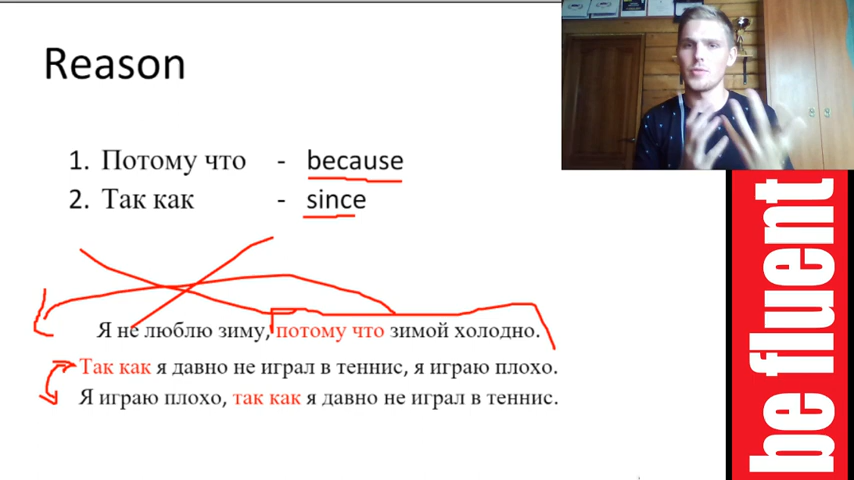 Reason
1. Потому что - because
2. Так как - since
Я не люблю зиму, потому что зимой холодно.
Так как я давно не играл в теннис, я играю плохо.
Я играю плохо, так как я давно не играл в теннис.
be fluent